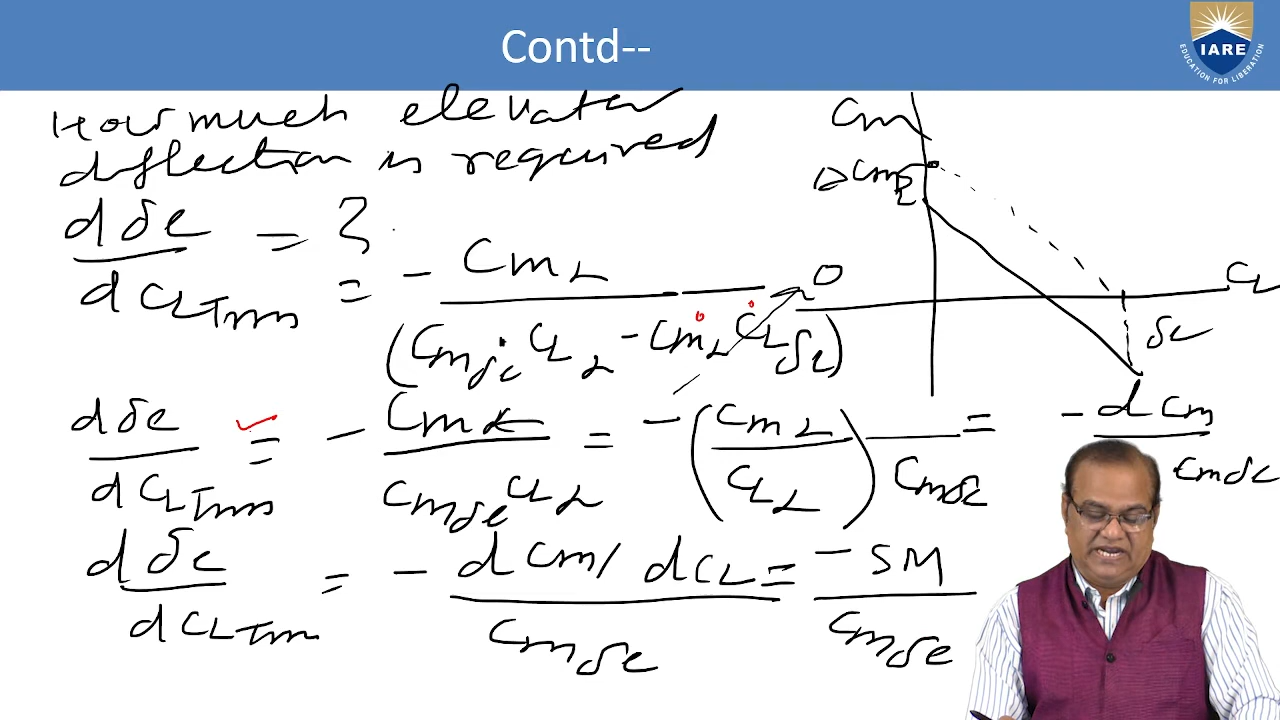 Contd--
IARE
EDUCATION FOR LIBERATION
How much elevator
deflection is required
dδe / dCLTrim = ?
= - Cmα / (Cmδe CLα - Cmα CLδe) → 0
dδe / dCLTrim = - Cmα / Cmδe CLα = - (Cmα / CLα) / Cmδe = - dCm / Cmδe
dδe / dCLTrim = - dCm/dCL / Cmδe = - SM / Cmδe
Cm
CL
δe